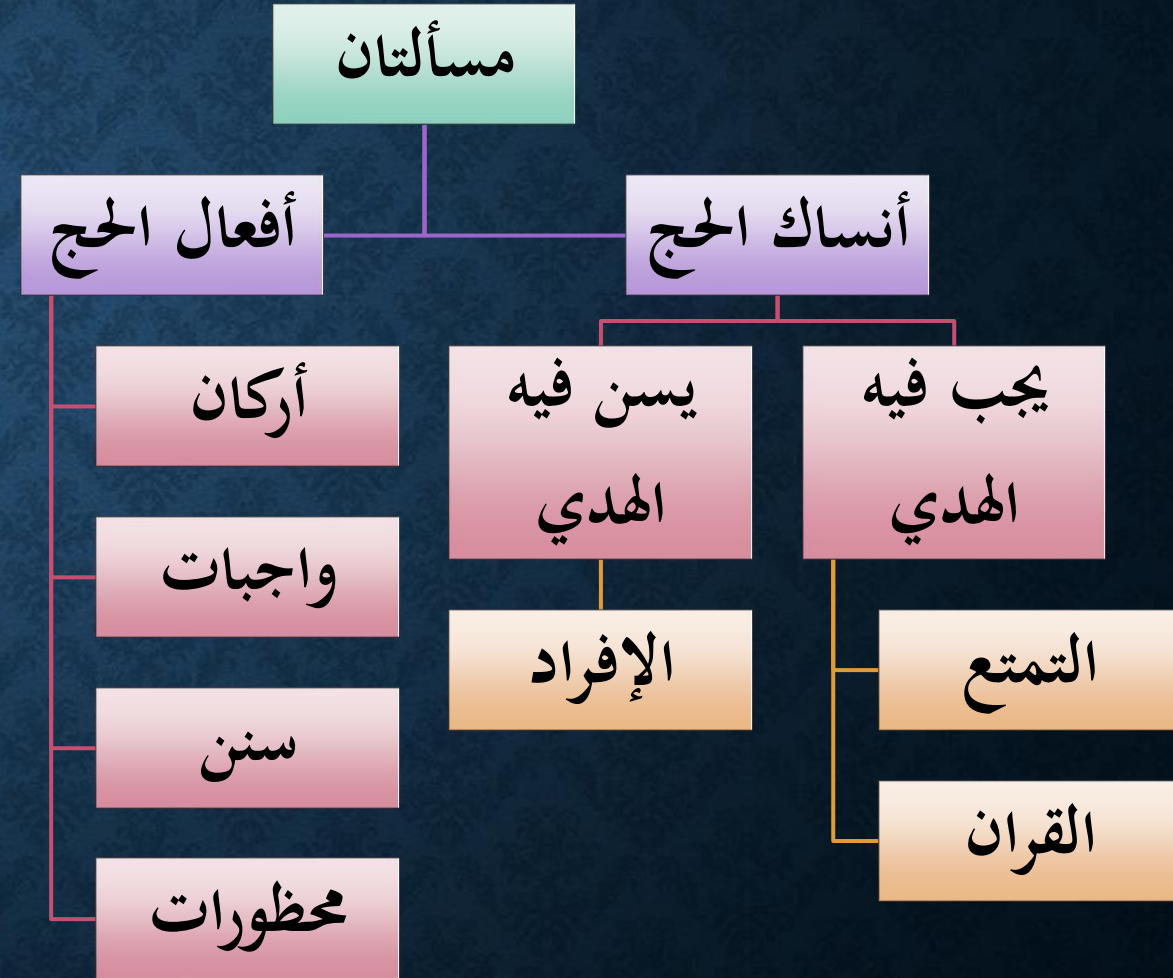 مسألتان
أنساك الحج
يجب فيه
الهدي
التمتع
القران
يسن فيه
الهدي
الإفراد
أفعال الحج
أركان
واجبات
سنن
محظورات